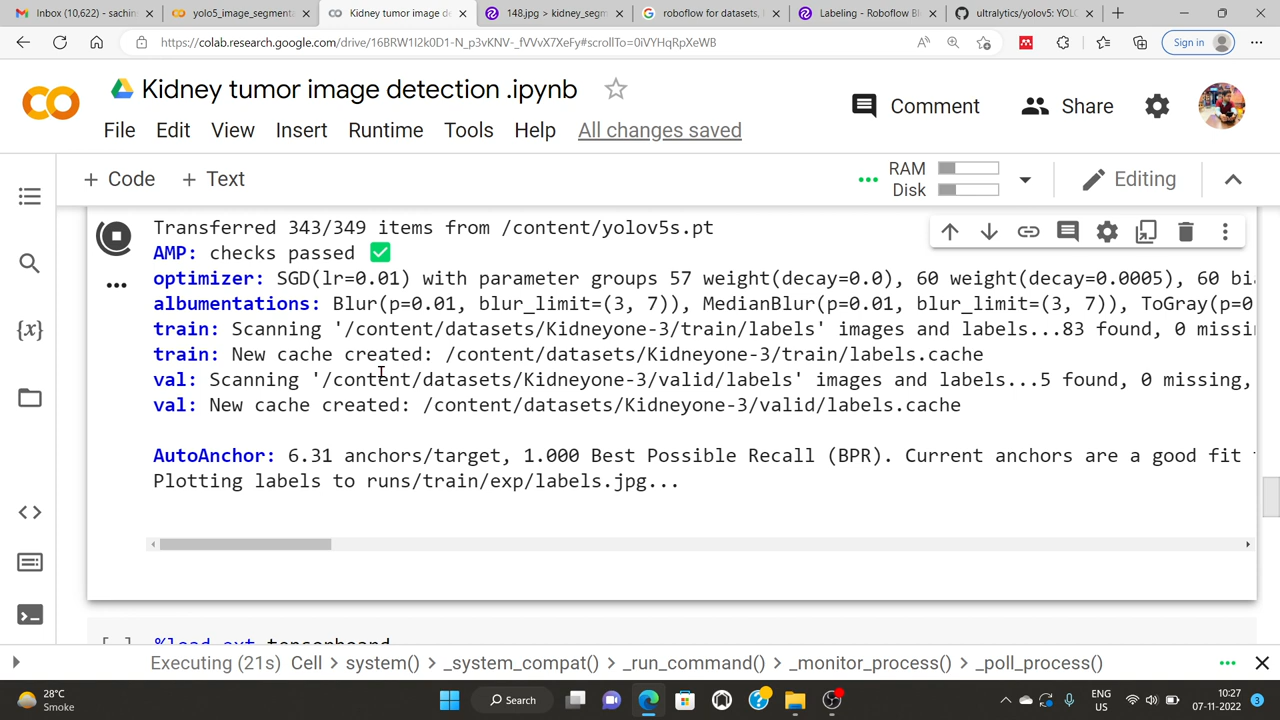 Inbox (10,622) - sachin
yolo5_image_segmenta
Kidney tumor image de
148.jpg > kidney_segm
roboflow for datasets, l
Labeling - Roboflow Bl
ultralytics/yolov5: YOLO
https://colab.research.google.com/drive/16BRW1I2k0D1-N_p3vKNV-_fVVvX7XeFy#scrollTo=0iVYHqRpXeWB
Sign in
Kidney tumor image detection .ipynb
Comment
Share
File Edit View Insert Runtime Tools Help All changes saved
+ Code + Text
RAM
Disk
Editing
Transferred 343/349 items from /content/yolov5s.pt
AMP: checks passed ✅
optimizer: SGD(lr=0.01) with parameter groups 57 weight(decay=0.0), 60 weight(decay=0.0005), 60 bi
albumentations: Blur(p=0.01, blur_limit=(3, 7)), MedianBlur(p=0.01, blur_limit=(3, 7)), ToGray(p=0
train: Scanning '/content/datasets/Kidneyone-3/train/labels' images and labels...83 found, 0 missin
train: New cache created: /content/datasets/Kidneyone-3/train/labels.cache
val: Scanning '/content/datasets/Kidneyone-3/valid/labels' images and labels...5 found, 0 missing,
val: New cache created: /content/datasets/Kidneyone-3/valid/labels.cache
AutoAnchor: 6.31 anchors/target, 1.000 Best Possible Recall (BPR). Current anchors are a good fit
Plotting labels to runs/train/exp/labels.jpg...
[ ] %load_ext tensorboard
Executing (21s) Cell > system() > _system_compat() > _run_command() > _monitor_process() > _poll_process()
28°C
Smoke
Search
ENG
US
10:27
07-11-2022
3